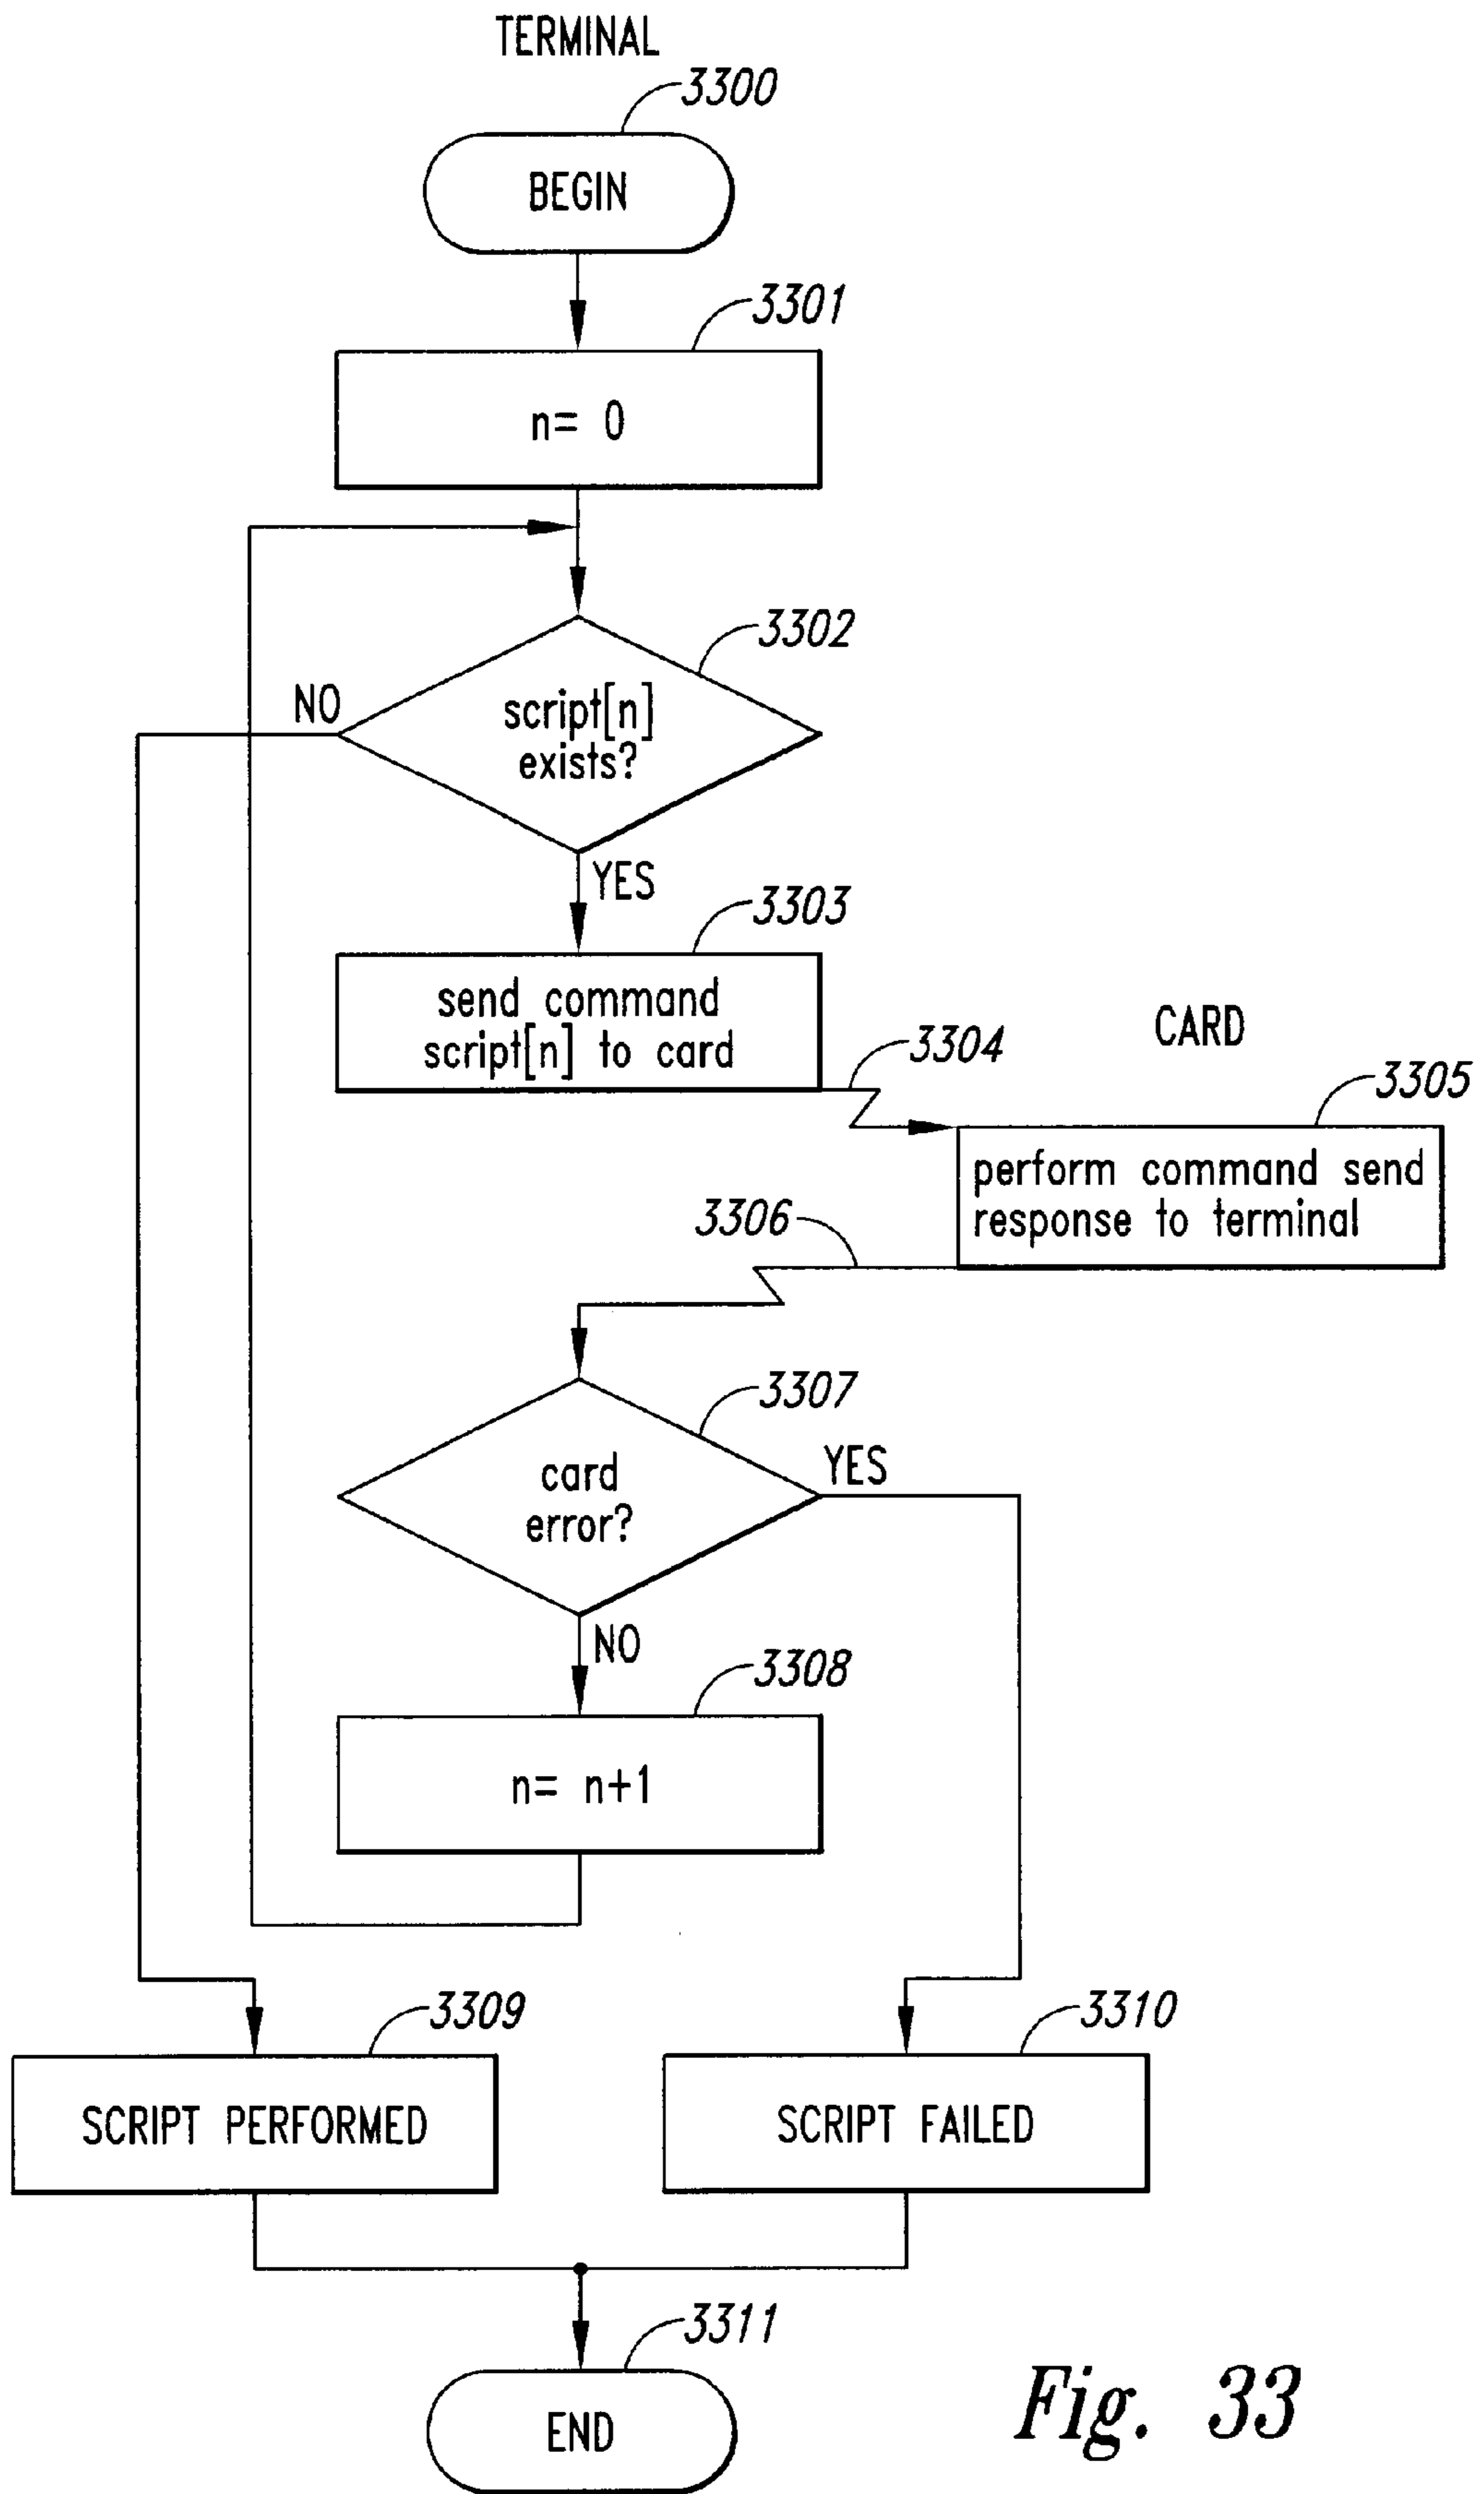 TERMINAL
3300
BEGIN
3301
n= 0
3302
NO
script[n]
exists?
YES
3303
send command
script[n] to card
3304
CARD
3305
perform command send
response to terminal
3306
3307
card
error?
YES
NO
3308
n= n+1
3309
3310
SCRIPT PERFORMED
SCRIPT FAILED
3311
END
Fig. 33